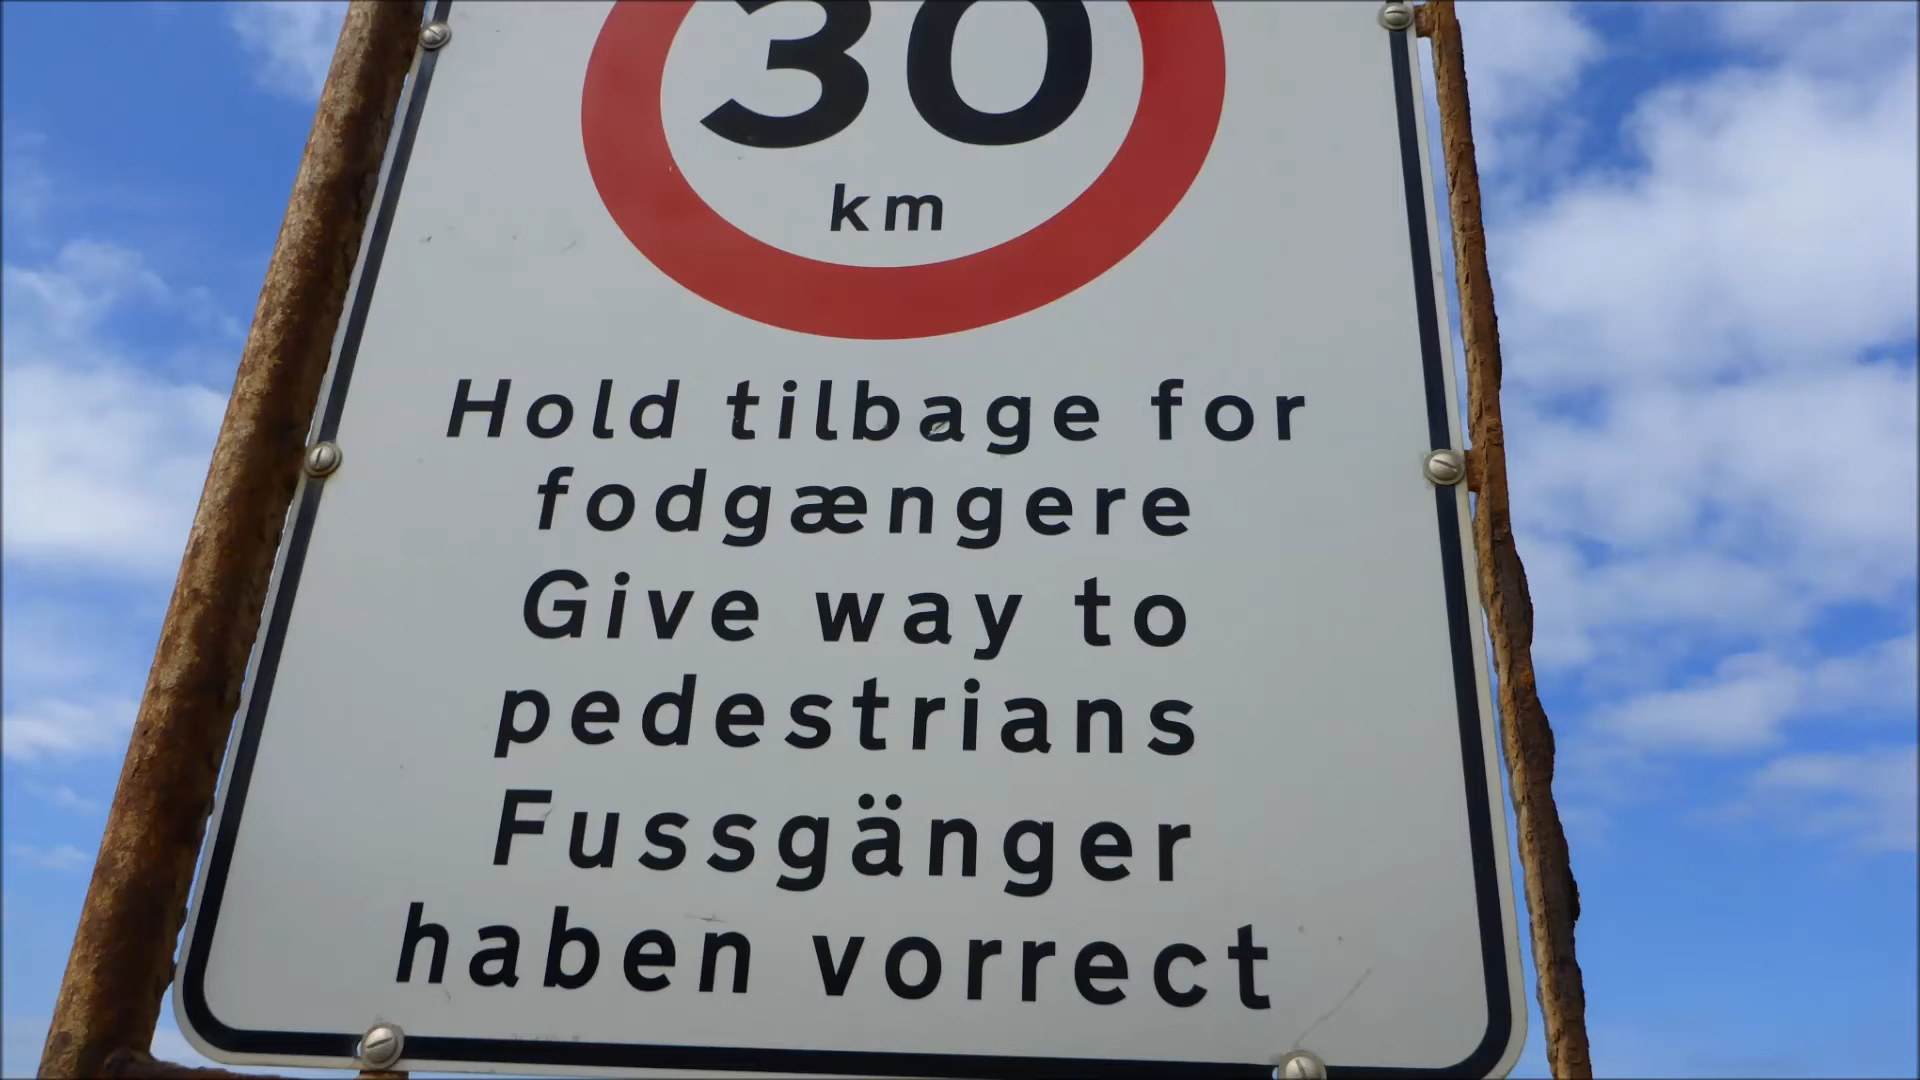 30
km
Hold tilbage for
fodgængere
Give way to
pedestrians
Fussgänger
haben vorrect